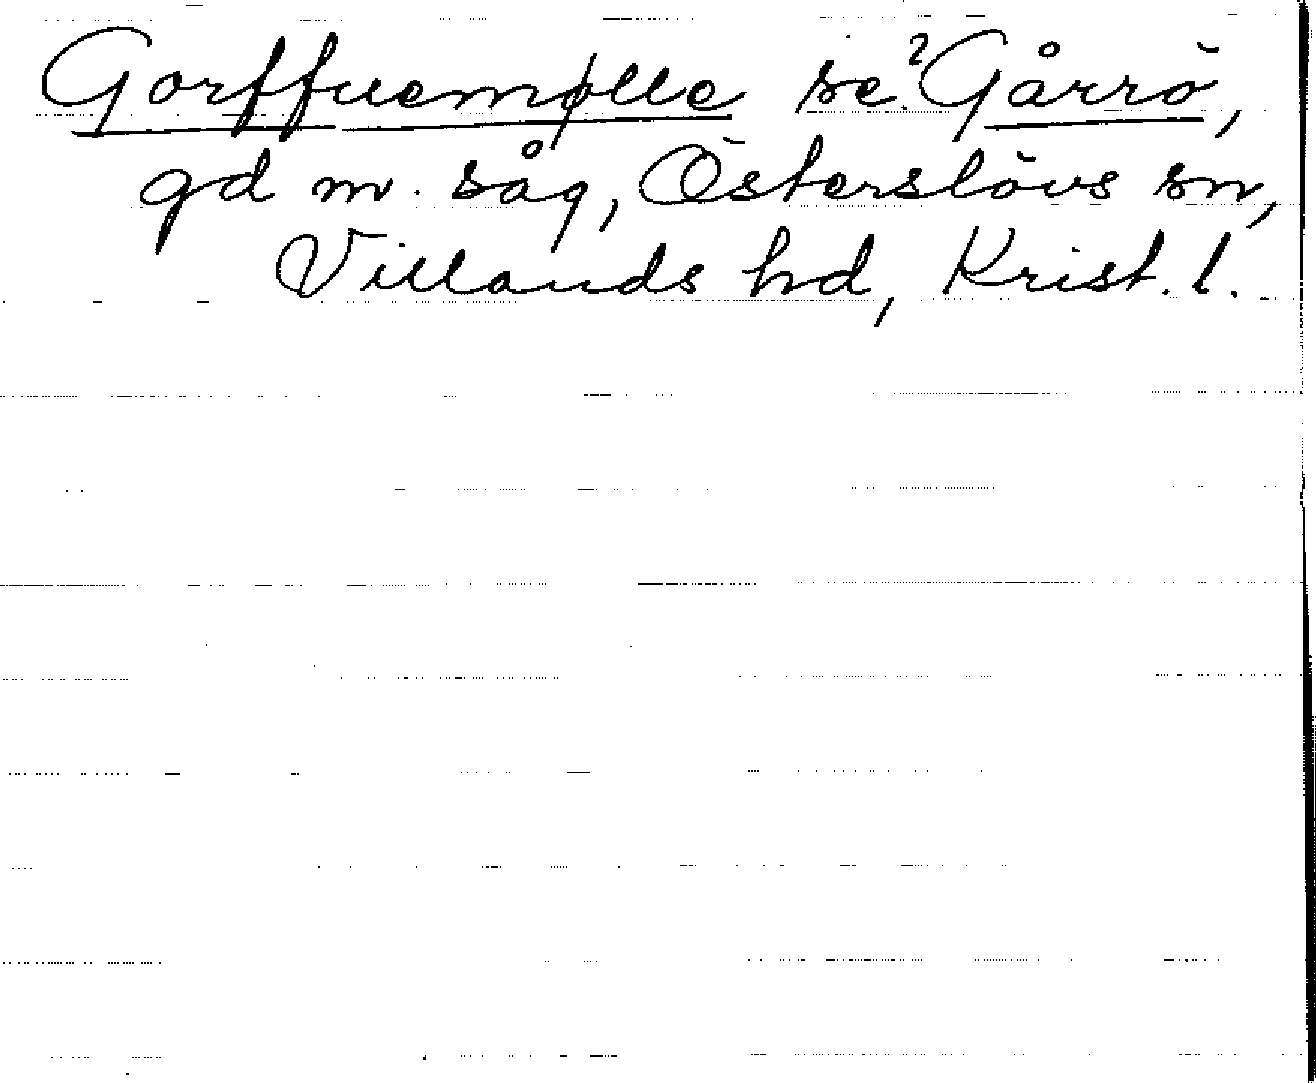 Gorffuemølle se ²Gårrö,
gd m. såg, Österslövs sn,
Villands hd, Krist. l.